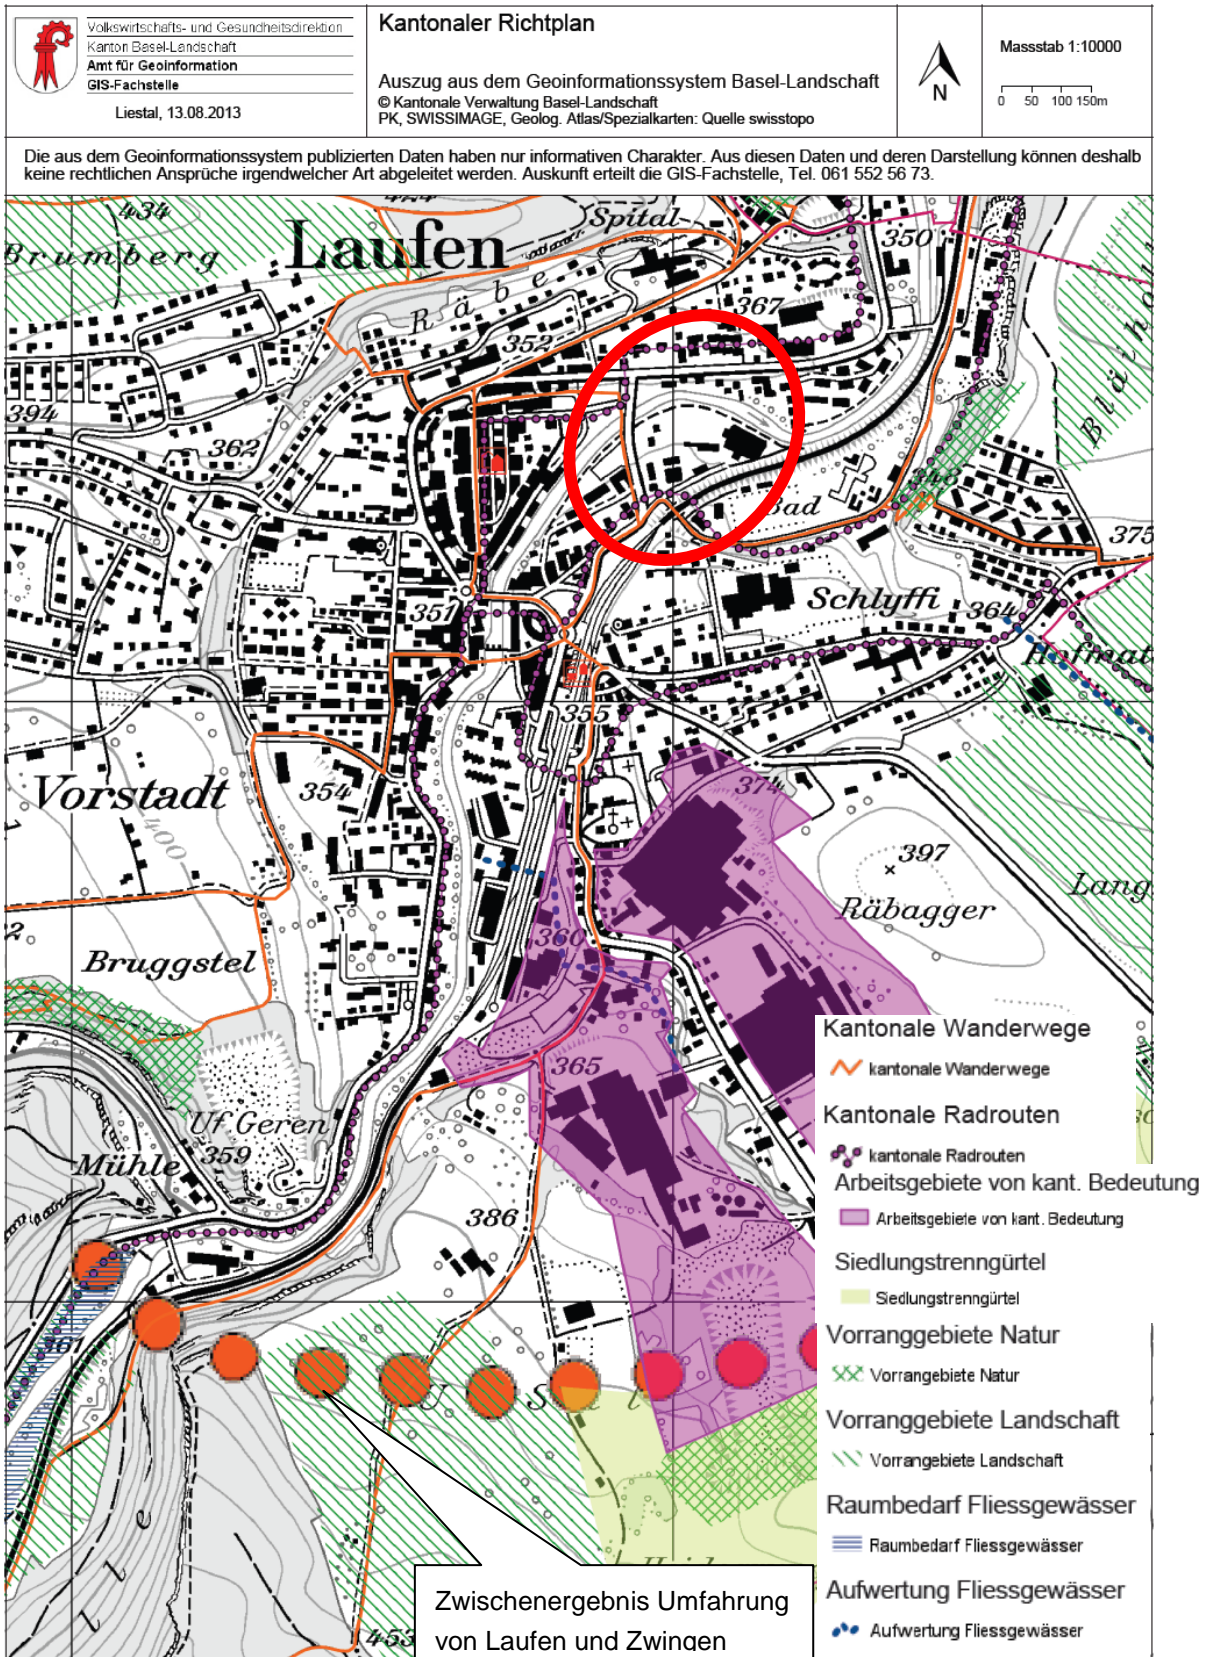 Volkswirtschafts- und Gesundheitsdirektion
Kanton Basel-Landschaft
Amt für Geoinformation
GIS-Fachstelle
Liestal, 13.08.2013
Kantonaler Richtplan
Auszug aus dem Geoinformationssystem Basel-Landschaft
© Kantonale Verwaltung Basel-Landschaft
PK, SWISSIMAGE, Geolog. Atlas/Spezialkarten: Quelle swisstopo
N
Massstab 1:10000
0 50 100 150m
Die aus dem Geoinformationssystem publizierten Daten haben nur informativen Charakter. Aus diesen Daten und deren Darstellung können deshalb
keine rechtlichen Ansprüche irgendwelcher Art abgeleitet werden. Auskunft erteilt die GIS-Fachstelle, Tel. 061 552 56 73.
434
Spital
Laufen
350
Brumberg
Räbe
367
352
394
362
Bad
375
351
Schlyffi
364
Hofmat
355
Vorstadt
354
374
400
397
Räbagger
Lang
360
Bruggstel
365
Uf Geren
359
Mühle
386
453
Zwischenergebnis Umfahrung
von Laufen und Zwingen
Kantonale Wanderwege
kantonale Wanderwege
Kantonale Radrouten
kantonale Radrouten
Arbeitsgebiete von kant. Bedeutung
Arbeitsgebiete von kant. Bedeutung
Siedlungstrenngürtel
Siedlungstrenngürtel
Vorranggebiete Natur
Vorrangebiete Natur
Vorranggebiete Landschaft
Vorrangebiete Landschaft
Raumbedarf Fliessgewässer
Raumbedarf Fliessgewässer
Aufwertung Fliessgewässer
Aufwertung Fliessgewässer